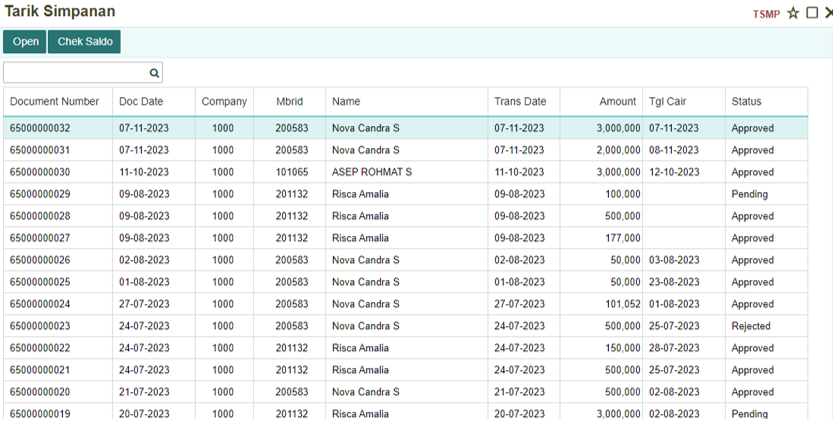 Tarik Simpanan TSMP
Open Chek Saldo
Document Number Doc Date Company Mbrid Name Trans Date Amount Tgl Cair Status
65000000032 07-11-2023 1000 200583 Nova Candra S 07-11-2023 3,000,000 07-11-2023 Approved
65000000031 07-11-2023 1000 200583 Nova Candra S 07-11-2023 2,000,000 08-11-2023 Approved
65000000030 11-10-2023 1000 101065 ASEP ROHMAT S 11-10-2023 3,000,000 12-10-2023 Approved
65000000029 09-08-2023 1000 201132 Risca Amalia 09-08-2023 100,000 Pending
65000000028 09-08-2023 1000 201132 Risca Amalia 09-08-2023 500,000 Approved
65000000027 09-08-2023 1000 201132 Risca Amalia 09-08-2023 177,000 Approved
65000000026 02-08-2023 1000 200583 Nova Candra S 02-08-2023 50,000 03-08-2023 Approved
65000000025 01-08-2023 1000 200583 Nova Candra S 01-08-2023 50,000 23-08-2023 Approved
65000000024 27-07-2023 1000 200583 Nova Candra S 27-07-2023 101,052 01-08-2023 Approved
65000000023 24-07-2023 1000 200583 Nova Candra S 24-07-2023 500,000 25-07-2023 Rejected
65000000022 24-07-2023 1000 201132 Risca Amalia 24-07-2023 150,000 28-07-2023 Approved
65000000021 24-07-2023 1000 201132 Risca Amalia 24-07-2023 500,000 25-07-2023 Approved
65000000020 21-07-2023 1000 200583 Nova Candra S 21-07-2023 500,000 02-08-2023 Approved
65000000019 20-07-2023 1000 201132 Risca Amalia 20-07-2023 3,000,000 02-08-2023 Pending